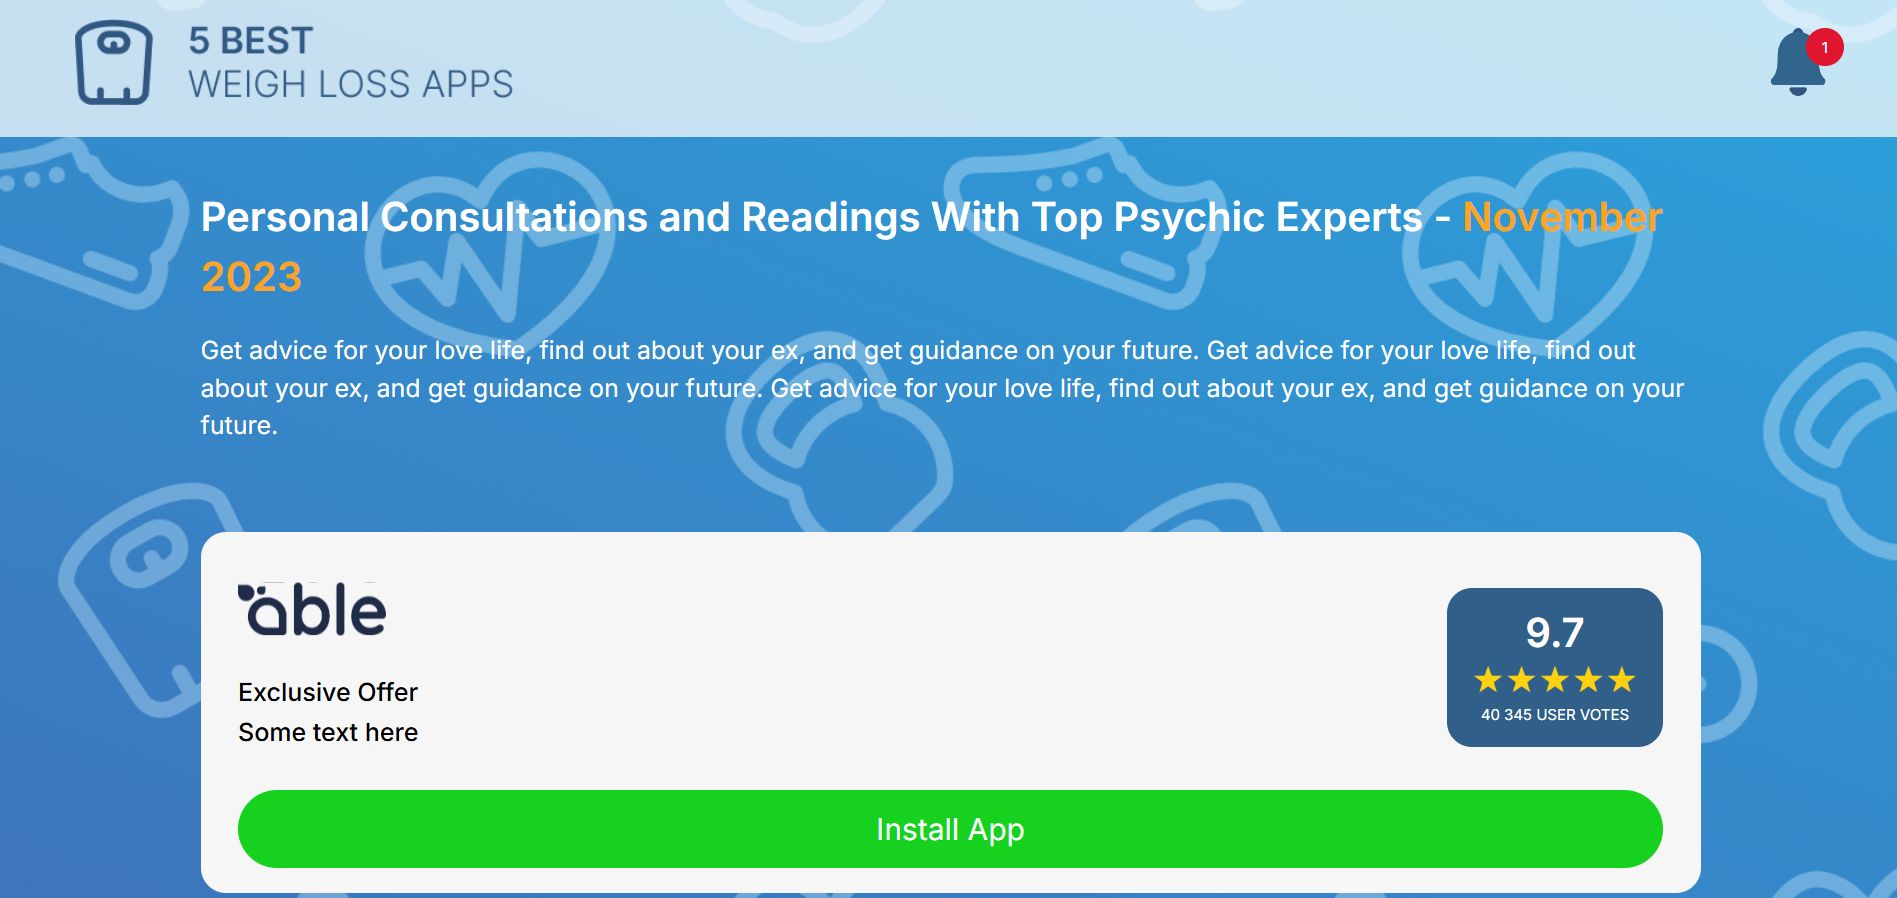 5 BEST
WEIGH LOSS APPS
1
Personal Consultations and Readings With Top Psychic Experts - November
2023
Get advice for your love life, find out about your ex, and get guidance on your future. Get advice for your love life, find out
about your ex, and get guidance on your future. Get advice for your love life, find out about your ex, and get guidance on your
future.
able
9.7
40 345 USER VOTES
Exclusive Offer
Some text here
Install App